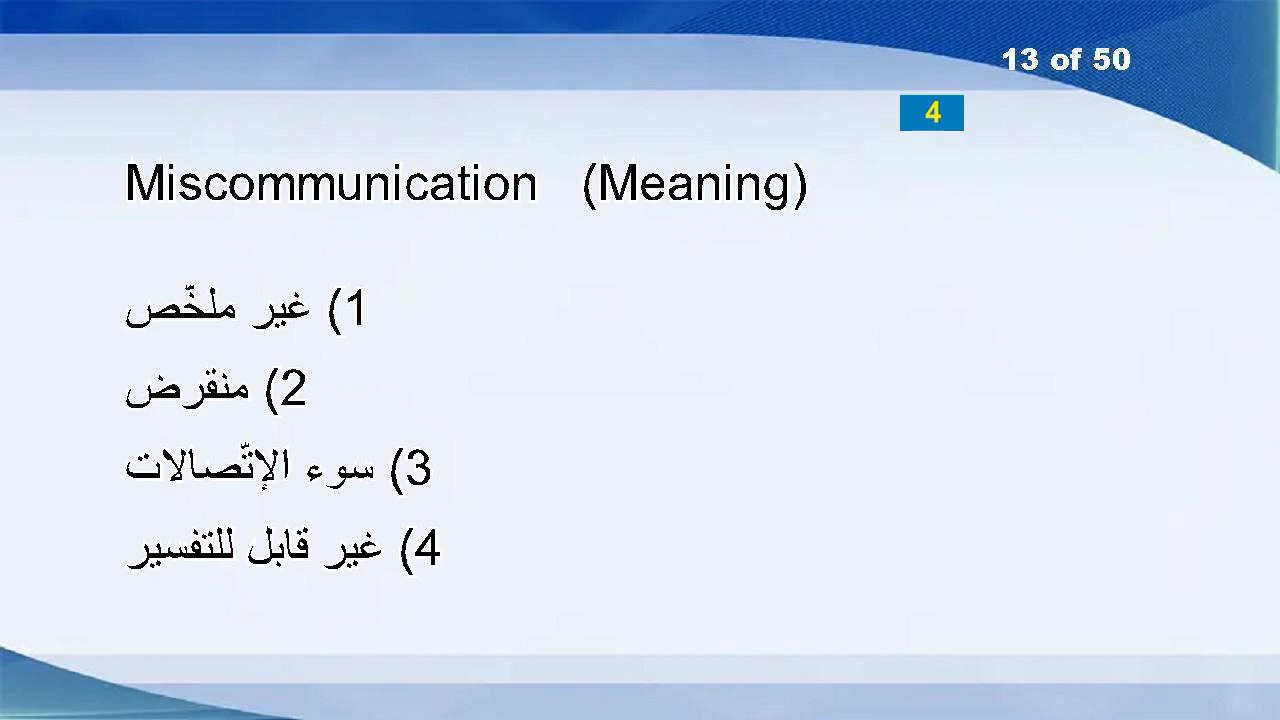 13 of 50
4
Miscommunication (Meaning)
1) غير ملخّص
2) منقرض
3) سوء الإتّصالات
4) غير قابل للتفسير